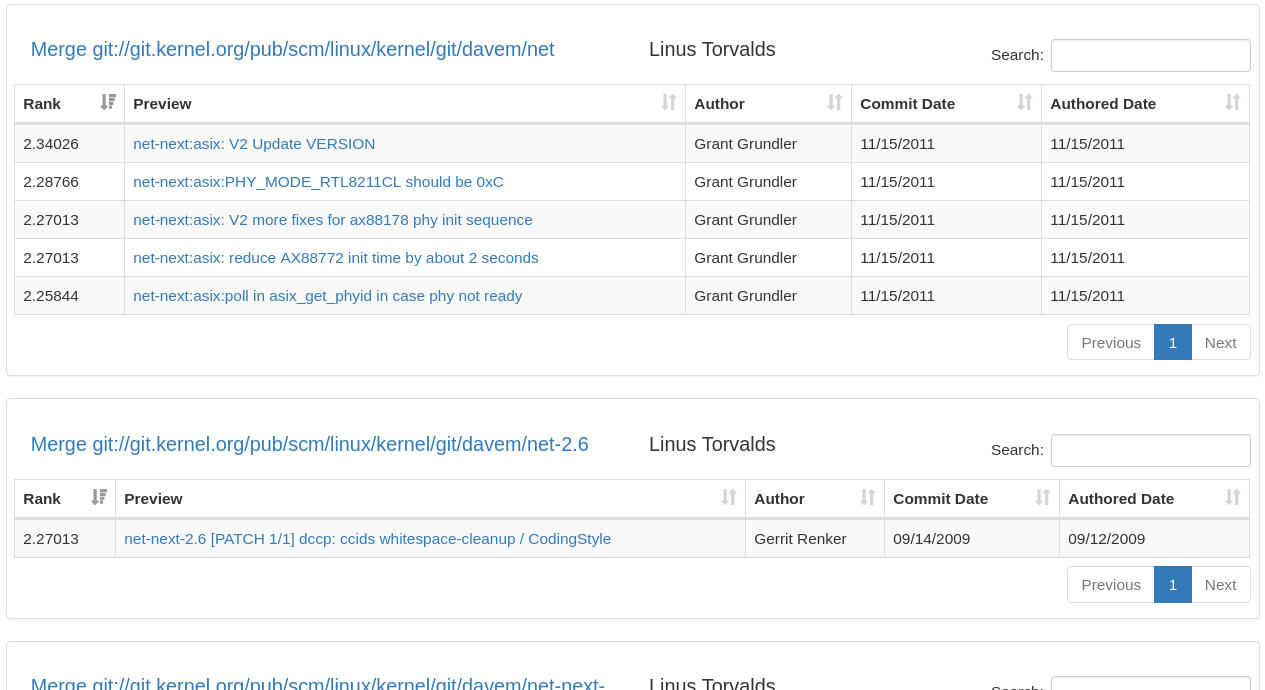 Merge git://git.kernel.org/pub/scm/linux/kernel/git/davem/net Linus Torvalds Search:
Rank Preview Author Commit Date Authored Date
2.34026 net-next:asix: V2 Update VERSION Grant Grundler 11/15/2011 11/15/2011
2.28766 net-next:asix:PHY_MODE_RTL8211CL should be 0xC Grant Grundler 11/15/2011 11/15/2011
2.27013 net-next:asix: V2 more fixes for ax88178 phy init sequence Grant Grundler 11/15/2011 11/15/2011
2.27013 net-next:asix: reduce AX88772 init time by about 2 seconds Grant Grundler 11/15/2011 11/15/2011
2.25844 net-next:asix:poll in asix_get_phyid in case phy not ready Grant Grundler 11/15/2011 11/15/2011
Previous 1 Next
Merge git://git.kernel.org/pub/scm/linux/kernel/git/davem/net-2.6 Linus Torvalds Search:
Rank Preview Author Commit Date Authored Date
2.27013 net-next-2.6 [PATCH 1/1] dccp: ccids whitespace-cleanup / CodingStyle Gerrit Renker 09/14/2009 09/12/2009
Previous 1 Next
Merge git://git.kernel.org/pub/scm/linux/kernel/git/davem/net-next- Linus Torvalds Search: